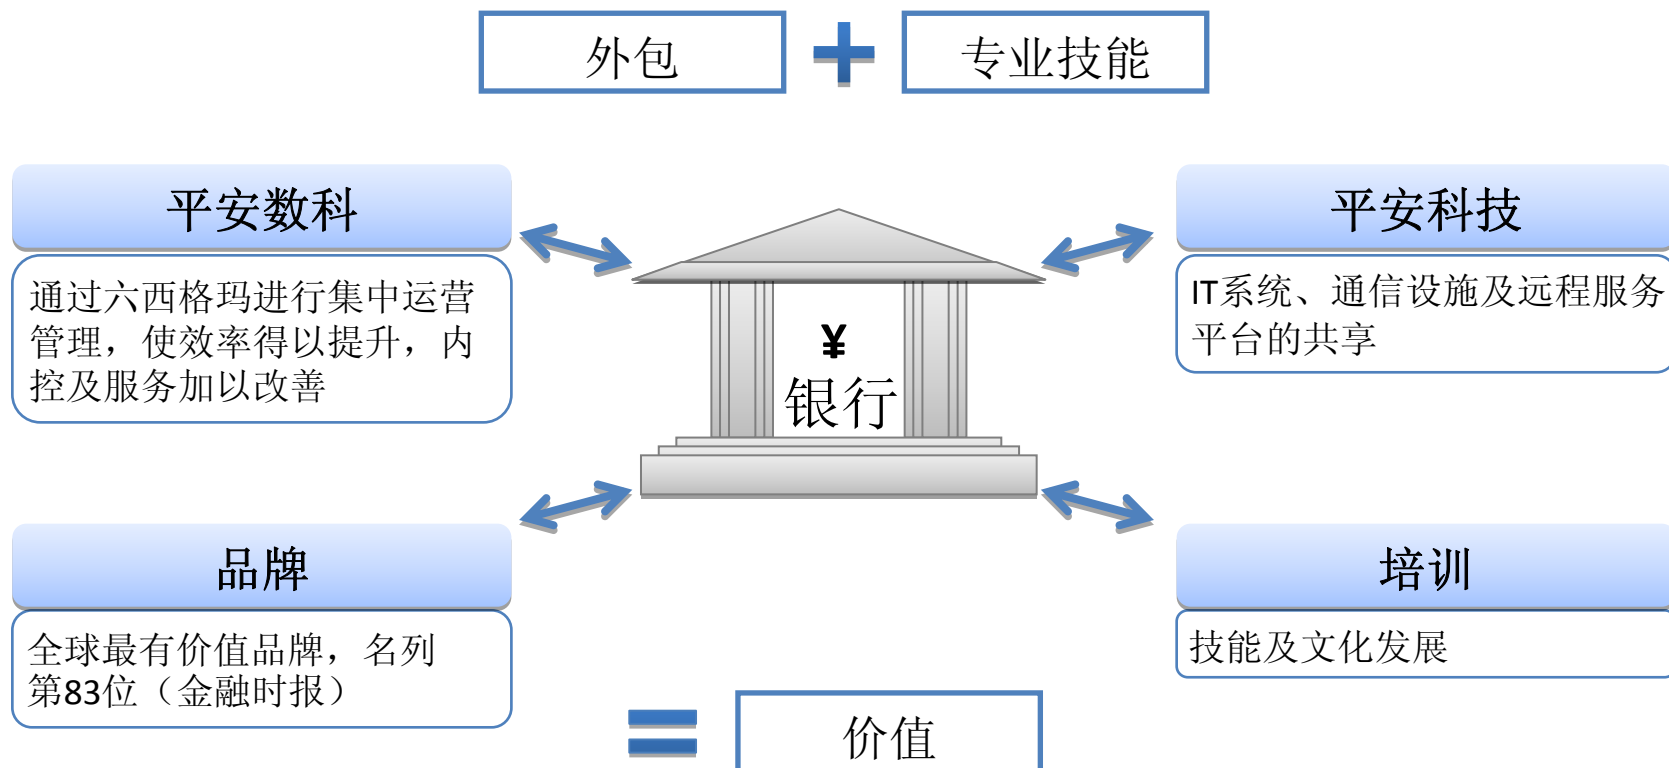 外包
+
专业技能
平安数科
通过六西格玛进行集中运营
管理，使效率得以提升，内
控及服务加以改善
平安科技
IT系统、通信设施及远程服务
平台的共享
¥
银行
品牌
全球最有价值品牌，名列
第83位（金融时报）
培训
技能及文化发展
=
价值